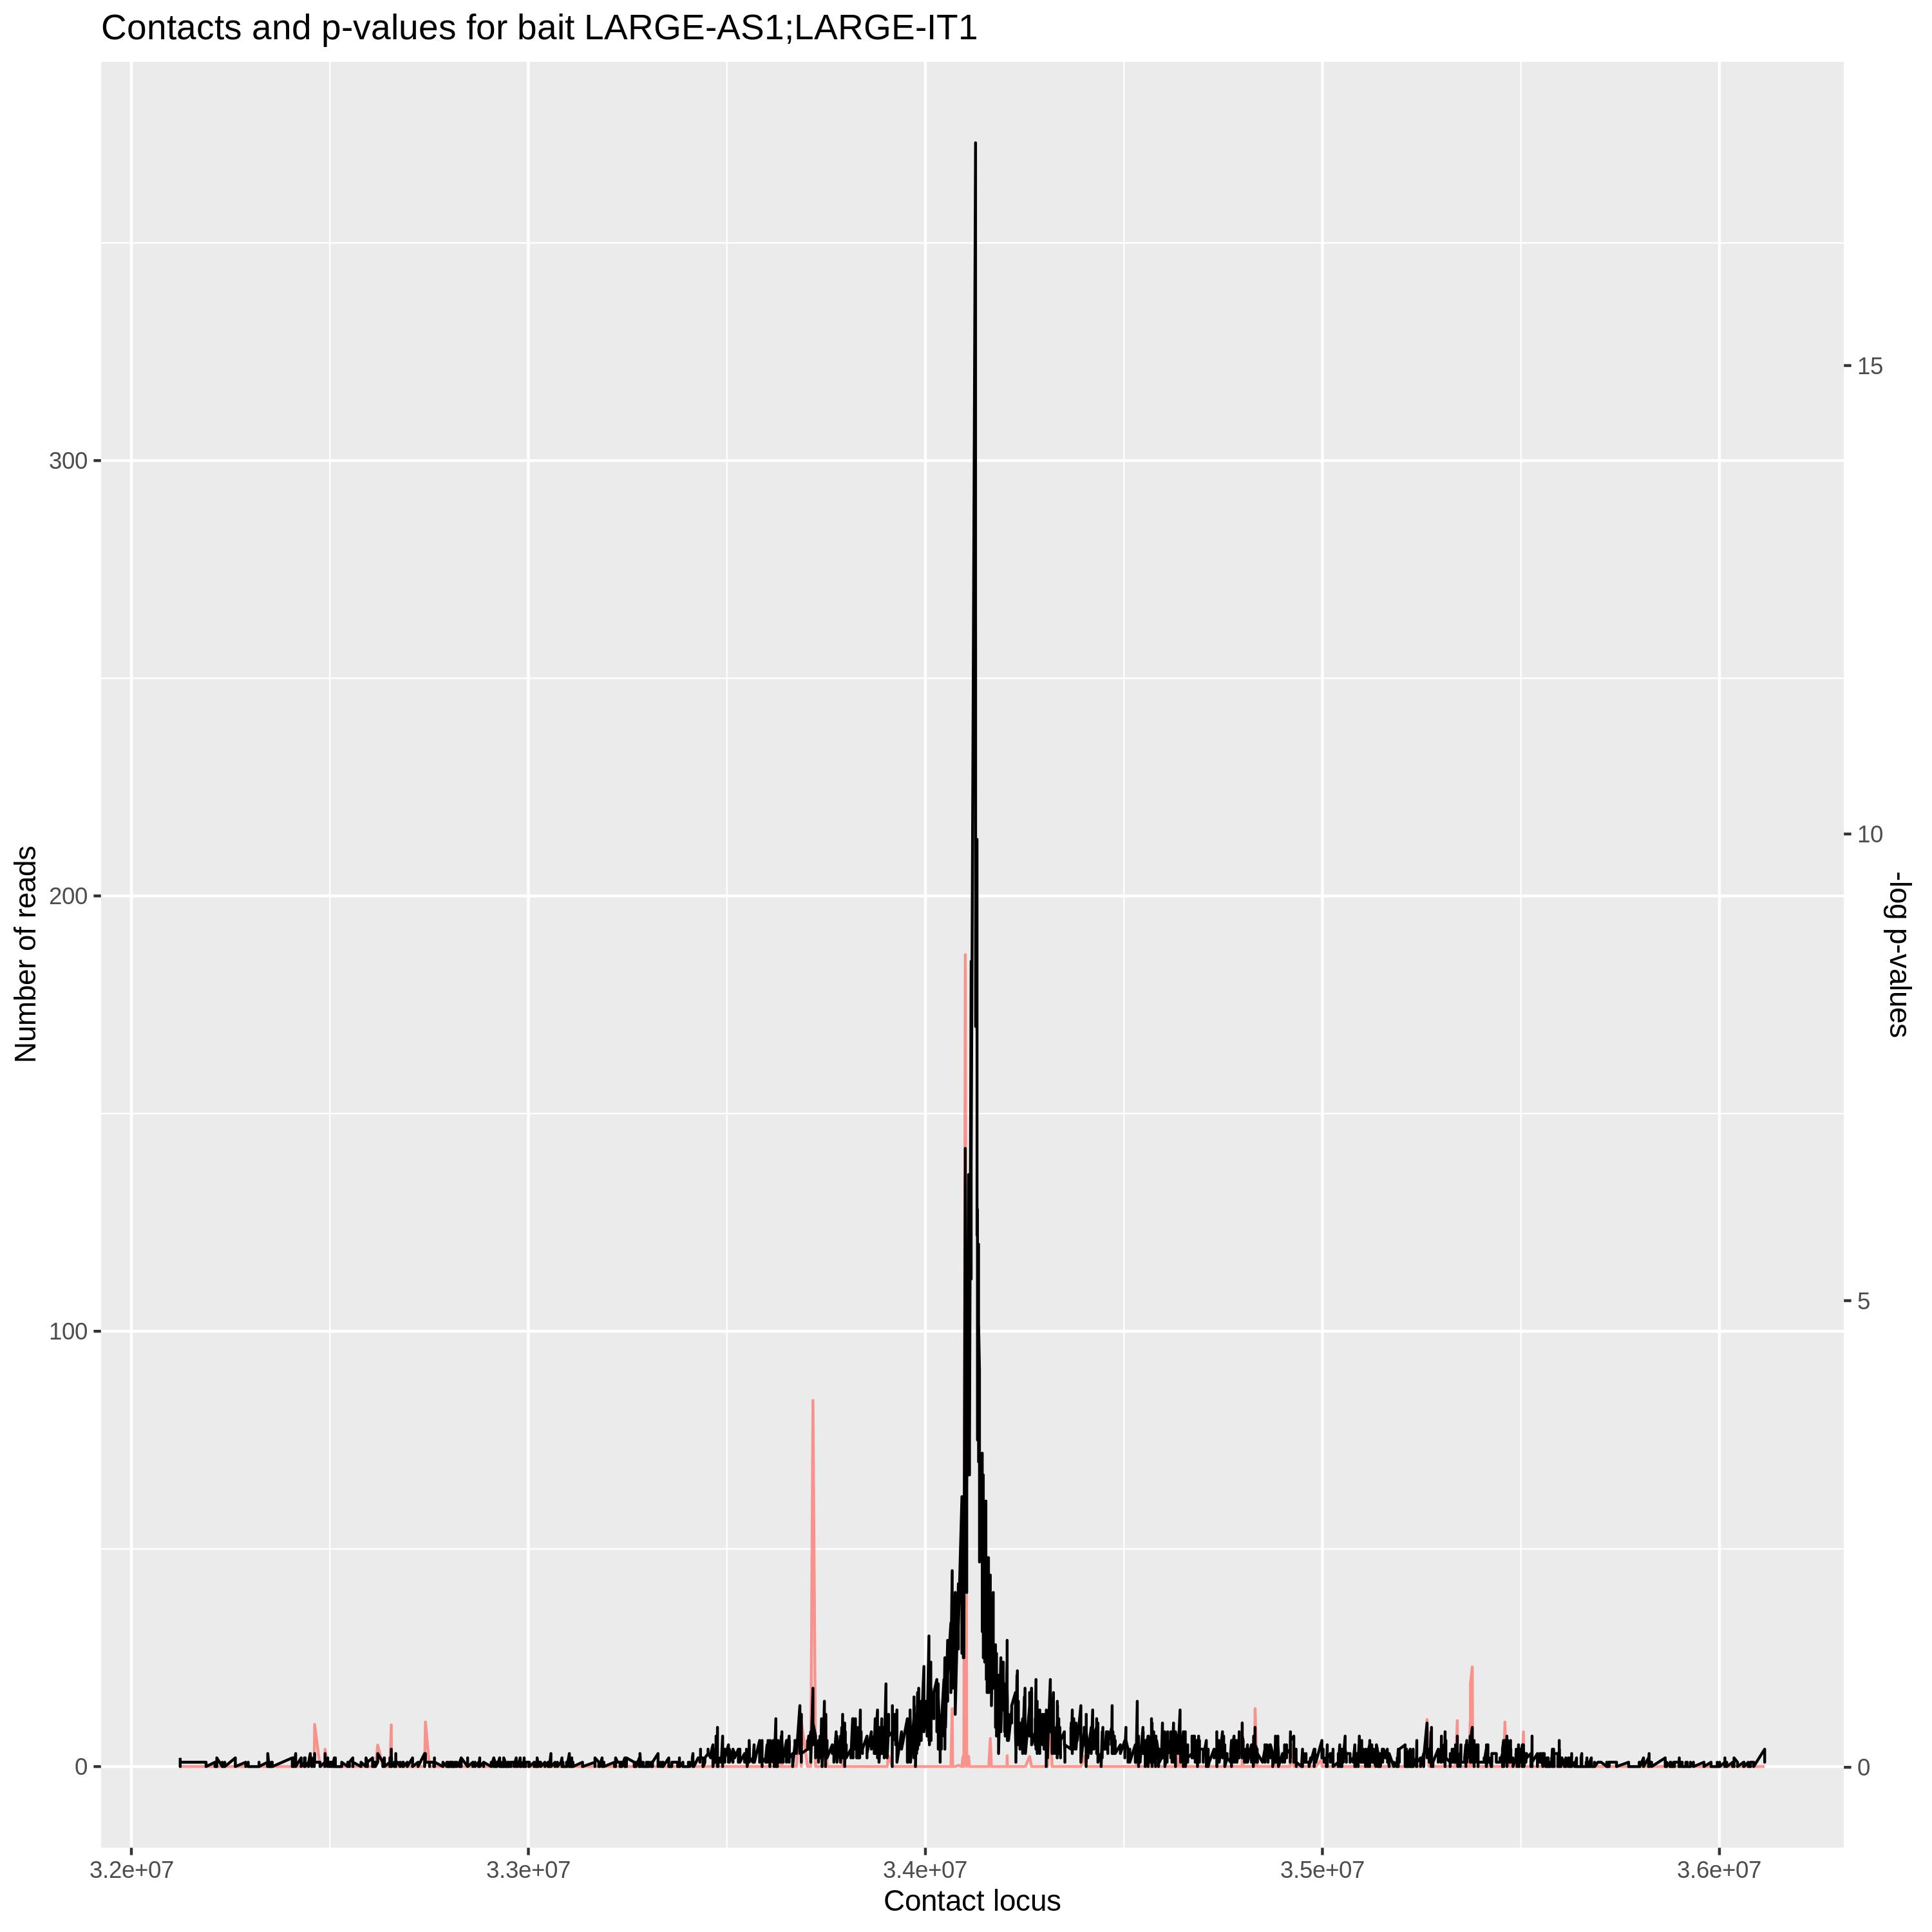 Contacts and p-values for bait LARGE-AS1;LARGE-IT1
Number of reads
300
200
100
0
15
10
5
0
-log p-values
3.2e+07 3.3e+07 3.4e+07 3.5e+07 3.6e+07
Contact locus